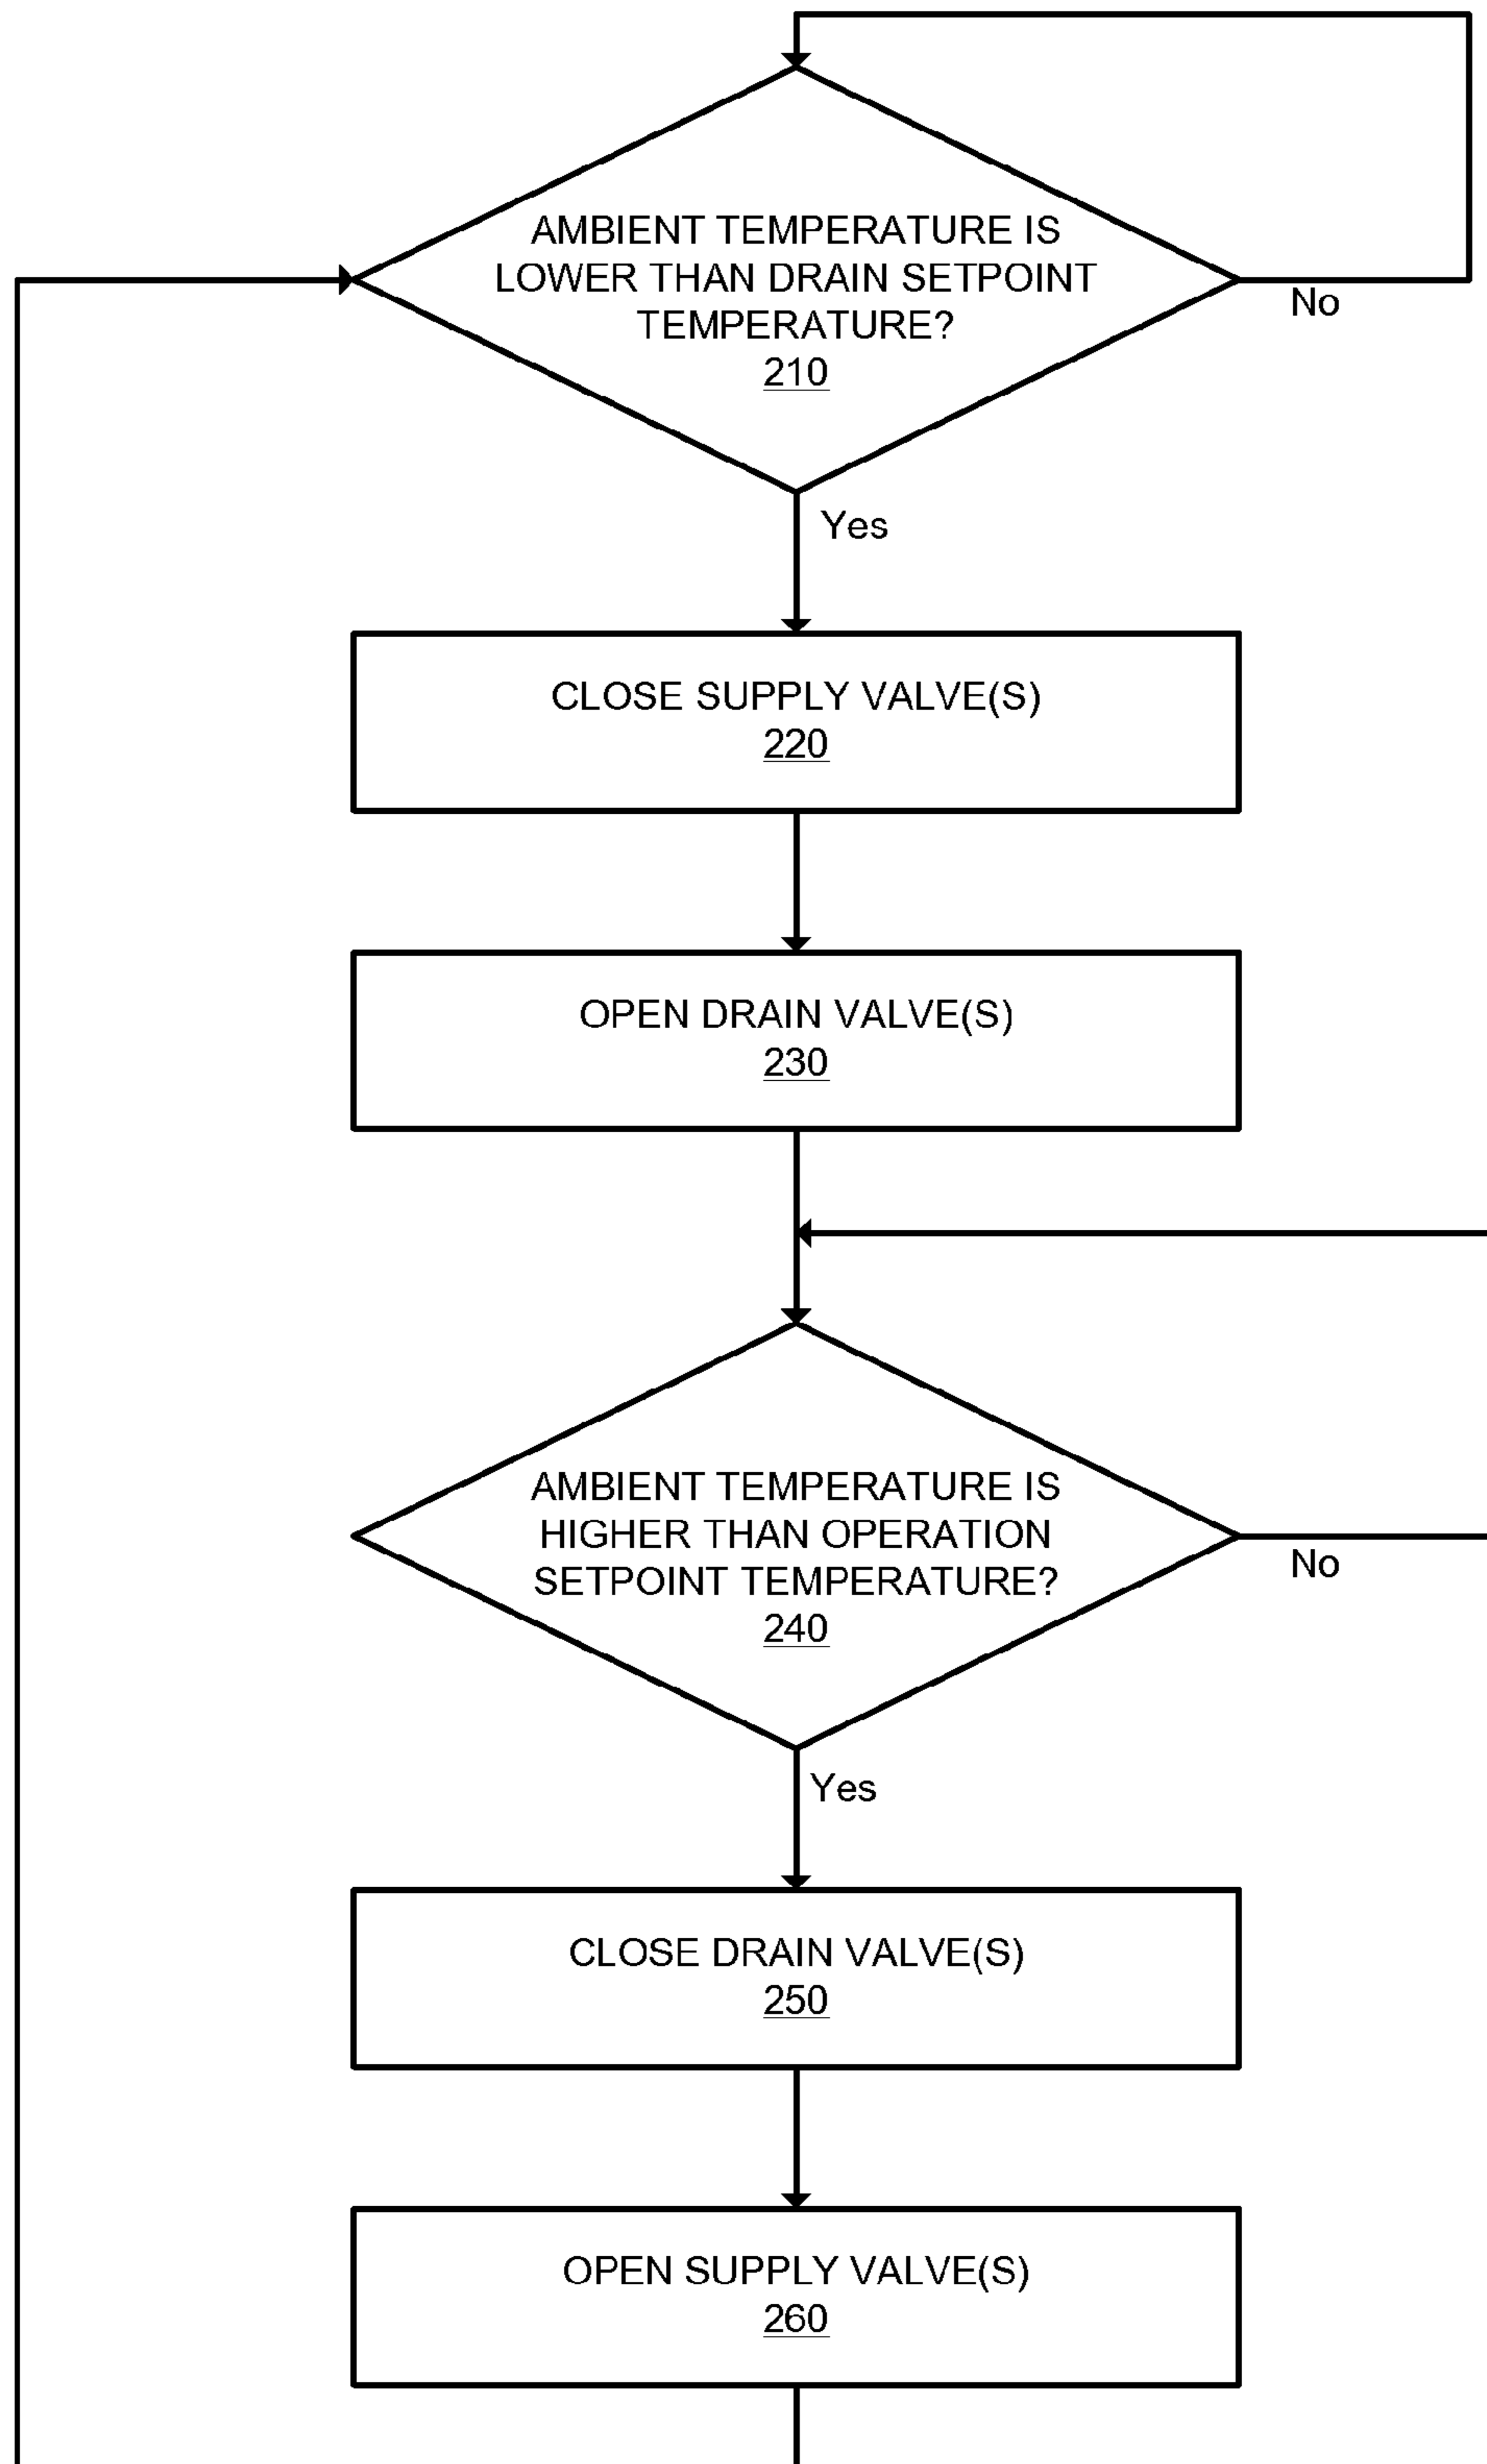 AMBIENT TEMPERATURE IS
LOWER THAN DRAIN SETPOINT
TEMPERATURE?
210
No
Yes
CLOSE SUPPLY VALVE(S)
220
OPEN DRAIN VALVE(S)
230
AMBIENT TEMPERATURE IS
HIGHER THAN OPERATION
SETPOINT TEMPERATURE?
240
No
Yes
CLOSE DRAIN VALVE(S)
250
OPEN SUPPLY VALVE(S)
260